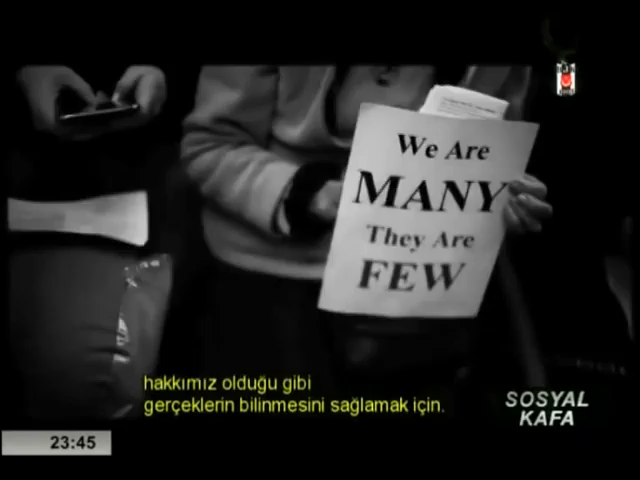 We Are
MANY
They Are
FEW
hakkımız olduğu gibi
gerçeklerin bilinmesini sağlamak için.
SOSYAL
KAFA
23:45